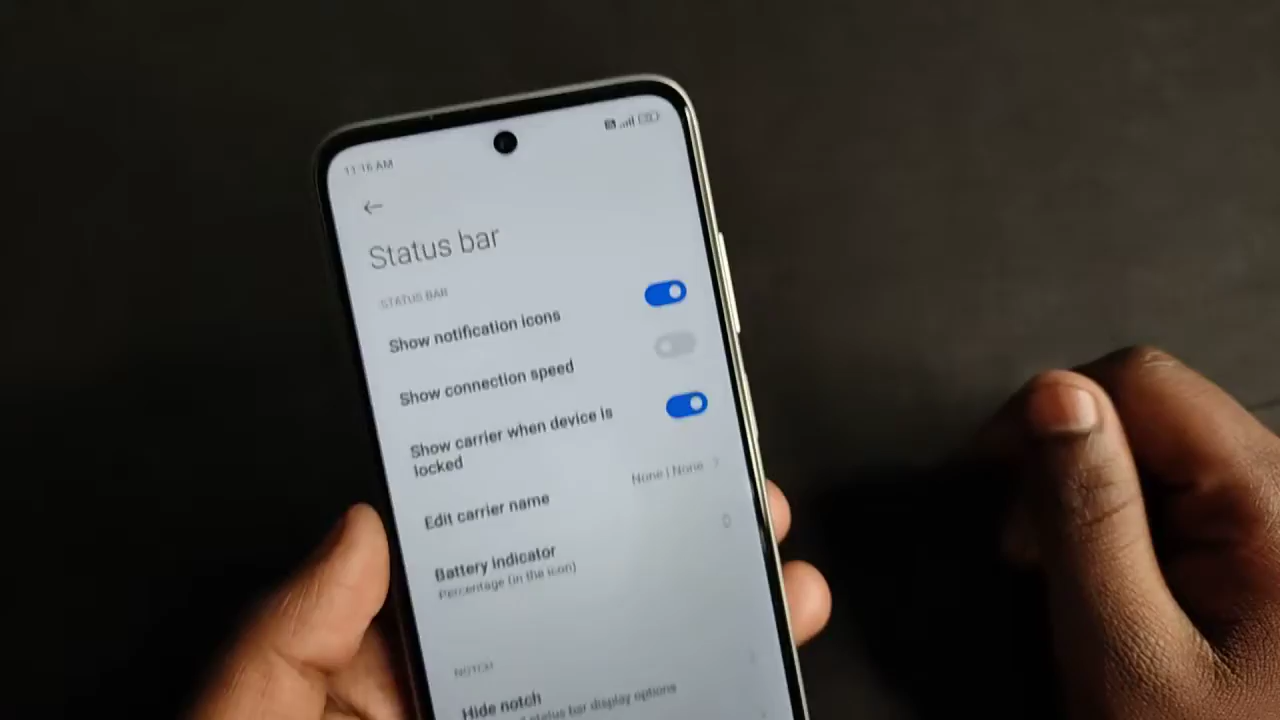 11:16 AM
←
Status bar
STATUS BAR
Show notification icons
Show connection speed
Show carrier when device is
locked
Edit carrier name
None | None
Battery indicator
Percentage (in the icon)
NOTCH
Hide notch
status bar display options